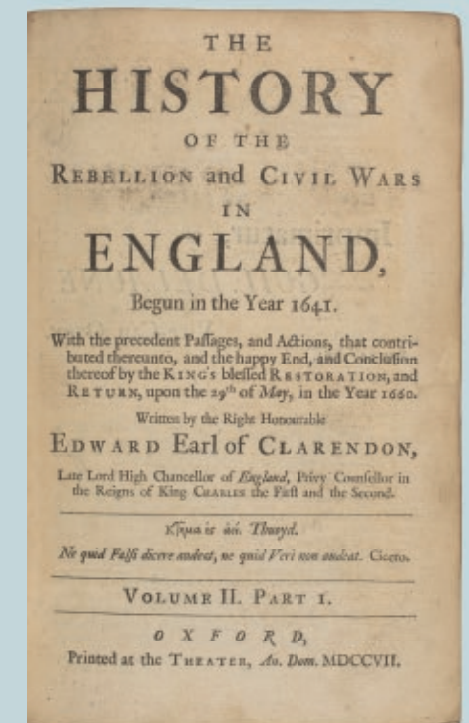 THE
HISTORY
OF THE
REBELLION and CIVIL WARS
IN
ENGLAND,
Begun in the Year 1641.
With the precedent Paſſages, and Actions, that contri-
buted thereunto, and the happy End, and Concluſion
thereof by the KING's bleſſed RESTORATION, and
RETURN, upon the 29th of May, in the Year 1660.
Written by the Right Honourable
EDWARD Earl of CLARENDON,
Late Lord High Chancellor of England, Privy Counſellor in
the Reigns of King CHARLES the Firſt and the Second.
Κτῆμα ἐς ἀεί. Thucyd.
Ne quid Falſi dicere audeat, ne quid Veri non audeat. Cicero.
VOLUME II. PART 1.
OXFORD,
Printed at the THEATER, An. Dom. MDCCVII.